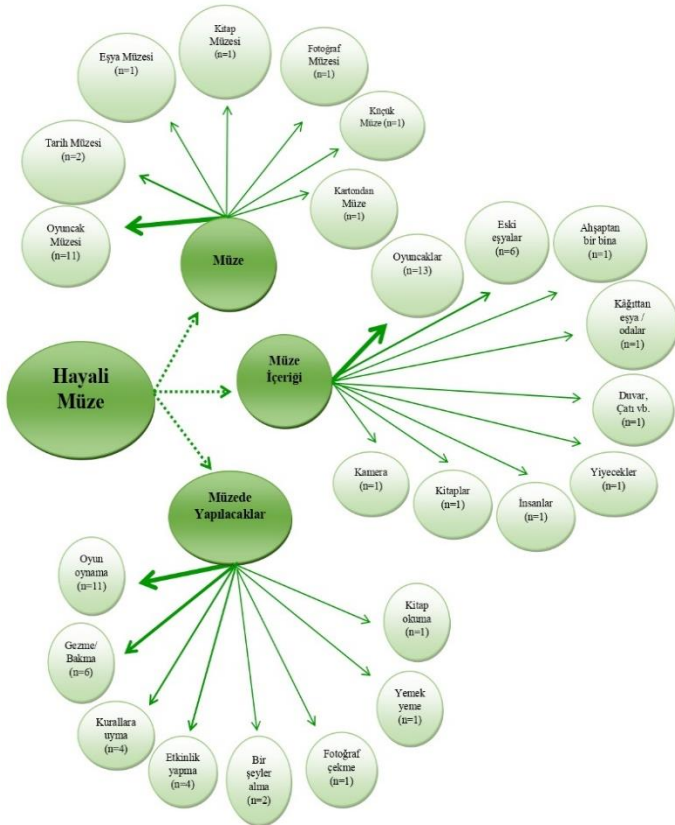 Kitap
Müzesi
(n=1)
Eşya Müzesi
(n=1)
Fotoğraf
Müzesi
(n=1)
Küçük
Müze (n=1)
Tarih Müzesi
(n=2)
Kartondan
Müze
(n=1)
Oyuncak
Müzesi
(n=11)
Müze
Oyuncaklar
(n=13)
Eski
eşyalar
(n=6)
Ahşaptan
bir bina
(n=1)
Kâğıttan
eşya /
odalar
(n=1)
Hayali
Müze
Müze
İçeriği
Duvar,
Çatı vb.
(n=1)
Yiyecekler
(n=1)
İnsanlar
(n=1)
Kitaplar
(n=1)
Kamera
(n=1)
Müzede
Yapılacaklar
Oyun
oynama
(n=11)
Gezme/
Bakma
(n=6)
Kurallara
uyma
(n=4)
Etkinlik
yapma
(n=4)
Bir
şeyler
alma
(n=2)
Fotoğraf
çekme
(n=1)
Yemek
yeme
(n=1)
Kitap
okuma
(n=1)